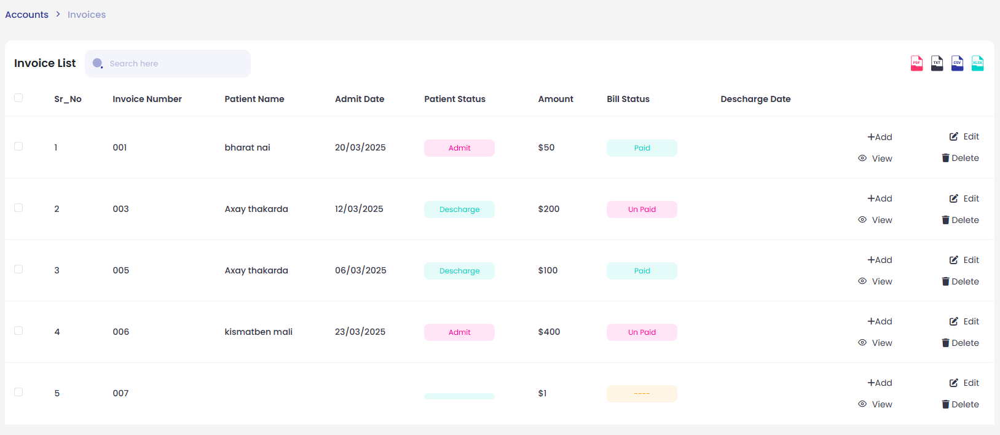 Accounts > Invoices
Invoice List Search here PDF TXT CSV XLSX
Sr_No Invoice Number Patient Name Admit Date Patient Status Amount Bill Status Descharge Date
1 001 bharat nai 20/03/2025 Admit $50 Paid
+Add Edit
View Delete
2 003 Axay thakarda 12/03/2025 Descharge $200 Un Paid
+Add Edit
View Delete
3 005 Axay thakarda 06/03/2025 Descharge $100 Paid
+Add Edit
View Delete
4 006 kismatben mali 23/03/2025 Admit $400 Un Paid
+Add Edit
View Delete
5 007 $1 ----
+Add Edit
View Delete